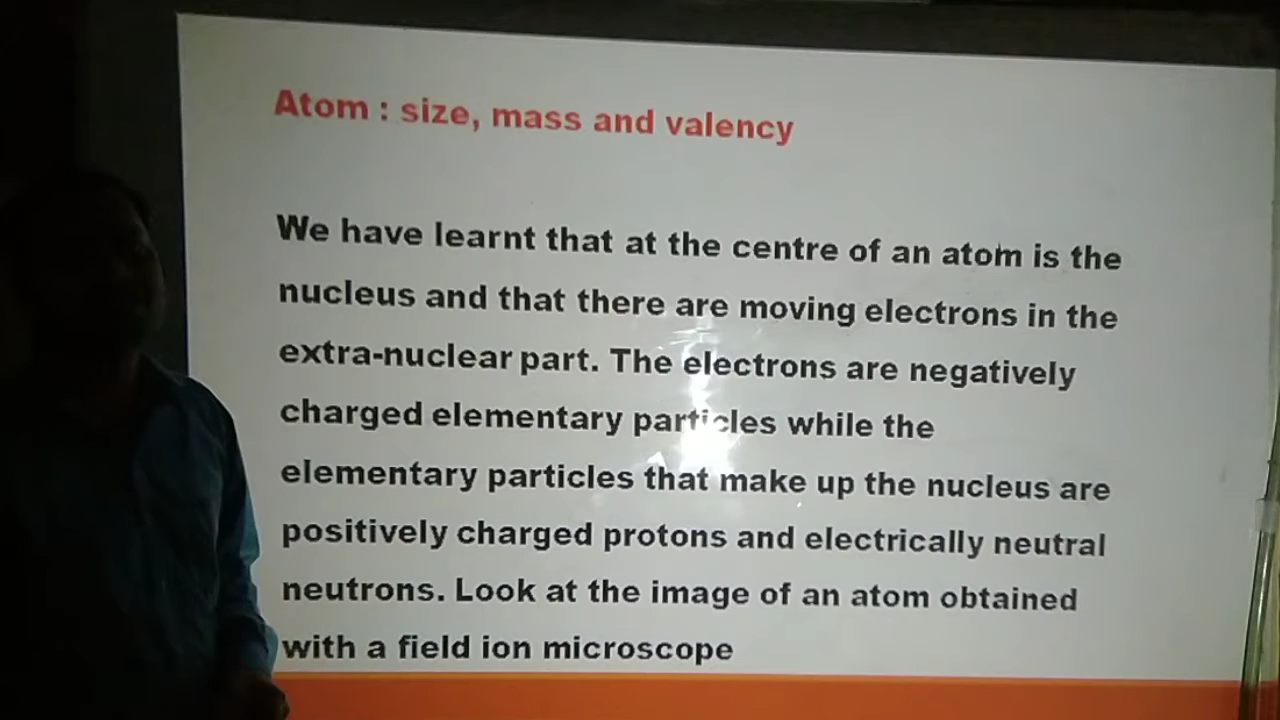 Atom : size, mass and valency
We have learnt that at the centre of an atom is the
nucleus and that there are moving electrons in the
extra-nuclear part. The electrons are negatively
charged elementary particles while the
elementary particles that make up the nucleus are
positively charged protons and electrically neutral
neutrons. Look at the image of an atom obtained
with a field ion microscope